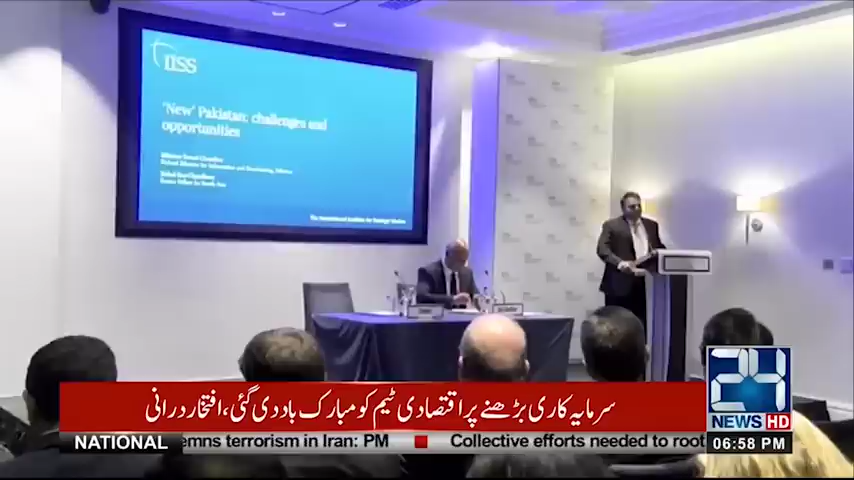 IISS
'New' Pakistan: challenges and
opportunities
The International Institute for Strategic Studies
سرمایہ کاری بڑھنے پر اقتصادی ٹیم کو مبارک باد دی گئی، افتخار درانی
24
NEWS HD
NATIONAL emns terrorism in Iran: PM Collective efforts needed to root
06:58 PM